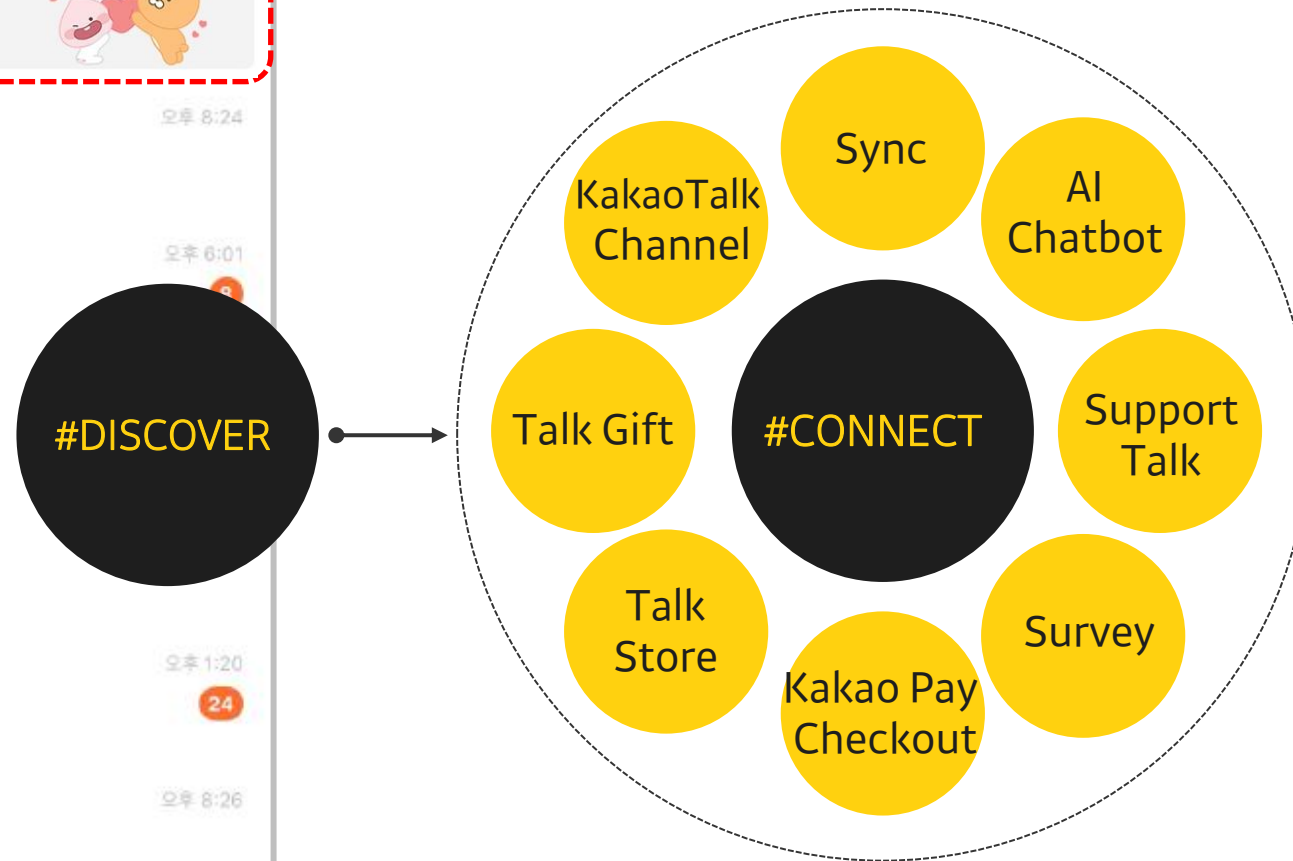 오후 8:24
오후 6:01
8
#DISCOVER
오후 1:20
24
오후 8:26
Sync
KakaoTalk
Channel
AI
Chatbot
Talk Gift
#CONNECT
Support
Talk
Talk
Store
Survey
Kakao Pay
Checkout